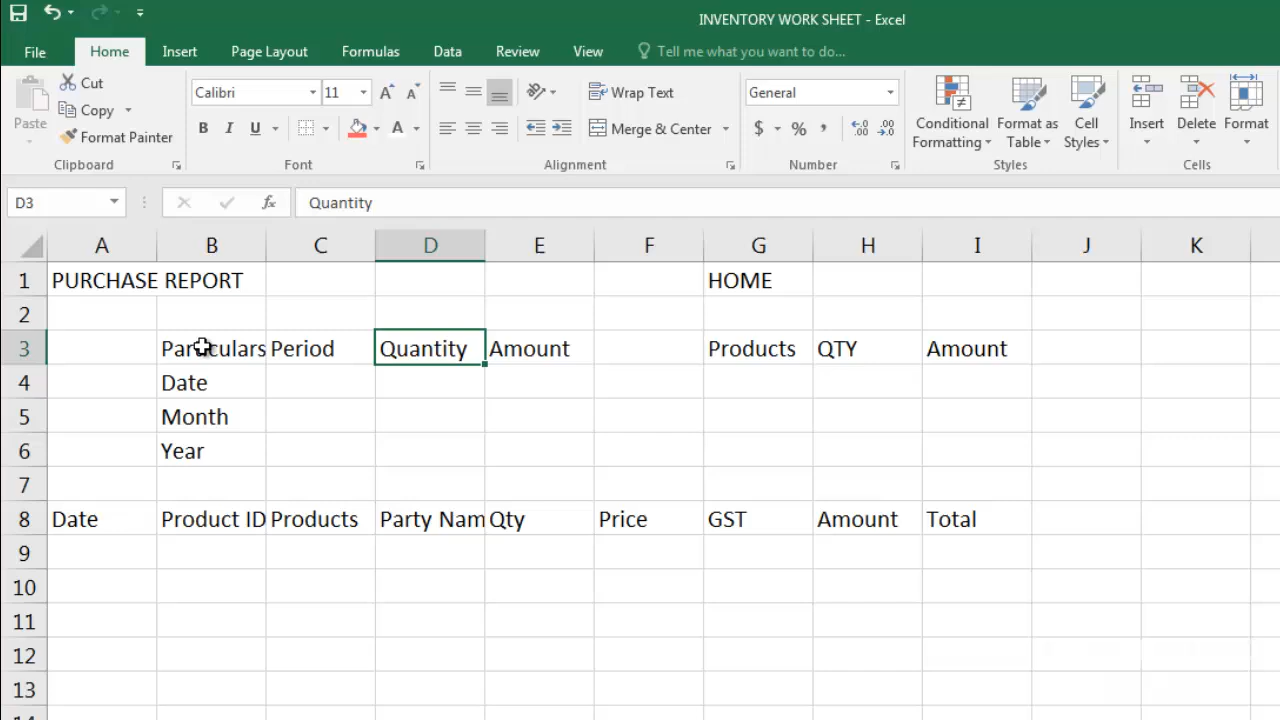 INVENTORY WORK SHEET - Excel
File Home Insert Page Layout Formulas Data Review View Tell me what you want to do...
Cut
Copy
Format Painter
Paste
Clipboard
Calibri 11
B I U
Font
Wrap Text
Merge & Center
Alignment
General
$ % ,
Number
Conditional Formatting
Format as Table
Cell Styles
Styles
Insert Delete Format
Cells
D3 fx Quantity
A B C D E F G H I J K
1 PURCHASE REPORT HOME
2
3 Particulars Period Quantity Amount Products QTY Amount
4 Date
5 Month
6 Year
7
8 Date Product ID Products Party Nam Qty Price GST Amount Total
9
10
11
12
13